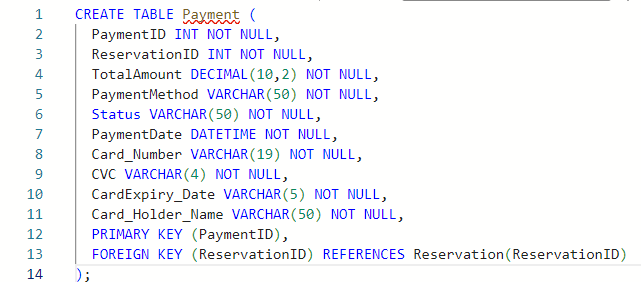 1 CREATE TABLE Payment (
2 PaymentID INT NOT NULL,
3 ReservationID INT NOT NULL,
4 TotalAmount DECIMAL(10,2) NOT NULL,
5 PaymentMethod VARCHAR(50) NOT NULL,
6 Status VARCHAR(50) NOT NULL,
7 PaymentDate DATETIME NOT NULL,
8 Card_Number VARCHAR(19) NOT NULL,
9 CVC VARCHAR(4) NOT NULL,
10 CardExpiry_Date VARCHAR(5) NOT NULL,
11 Card_Holder_Name VARCHAR(50) NOT NULL,
12 PRIMARY KEY (PaymentID),
13 FOREIGN KEY (ReservationID) REFERENCES Reservation(ReservationID)
14 );